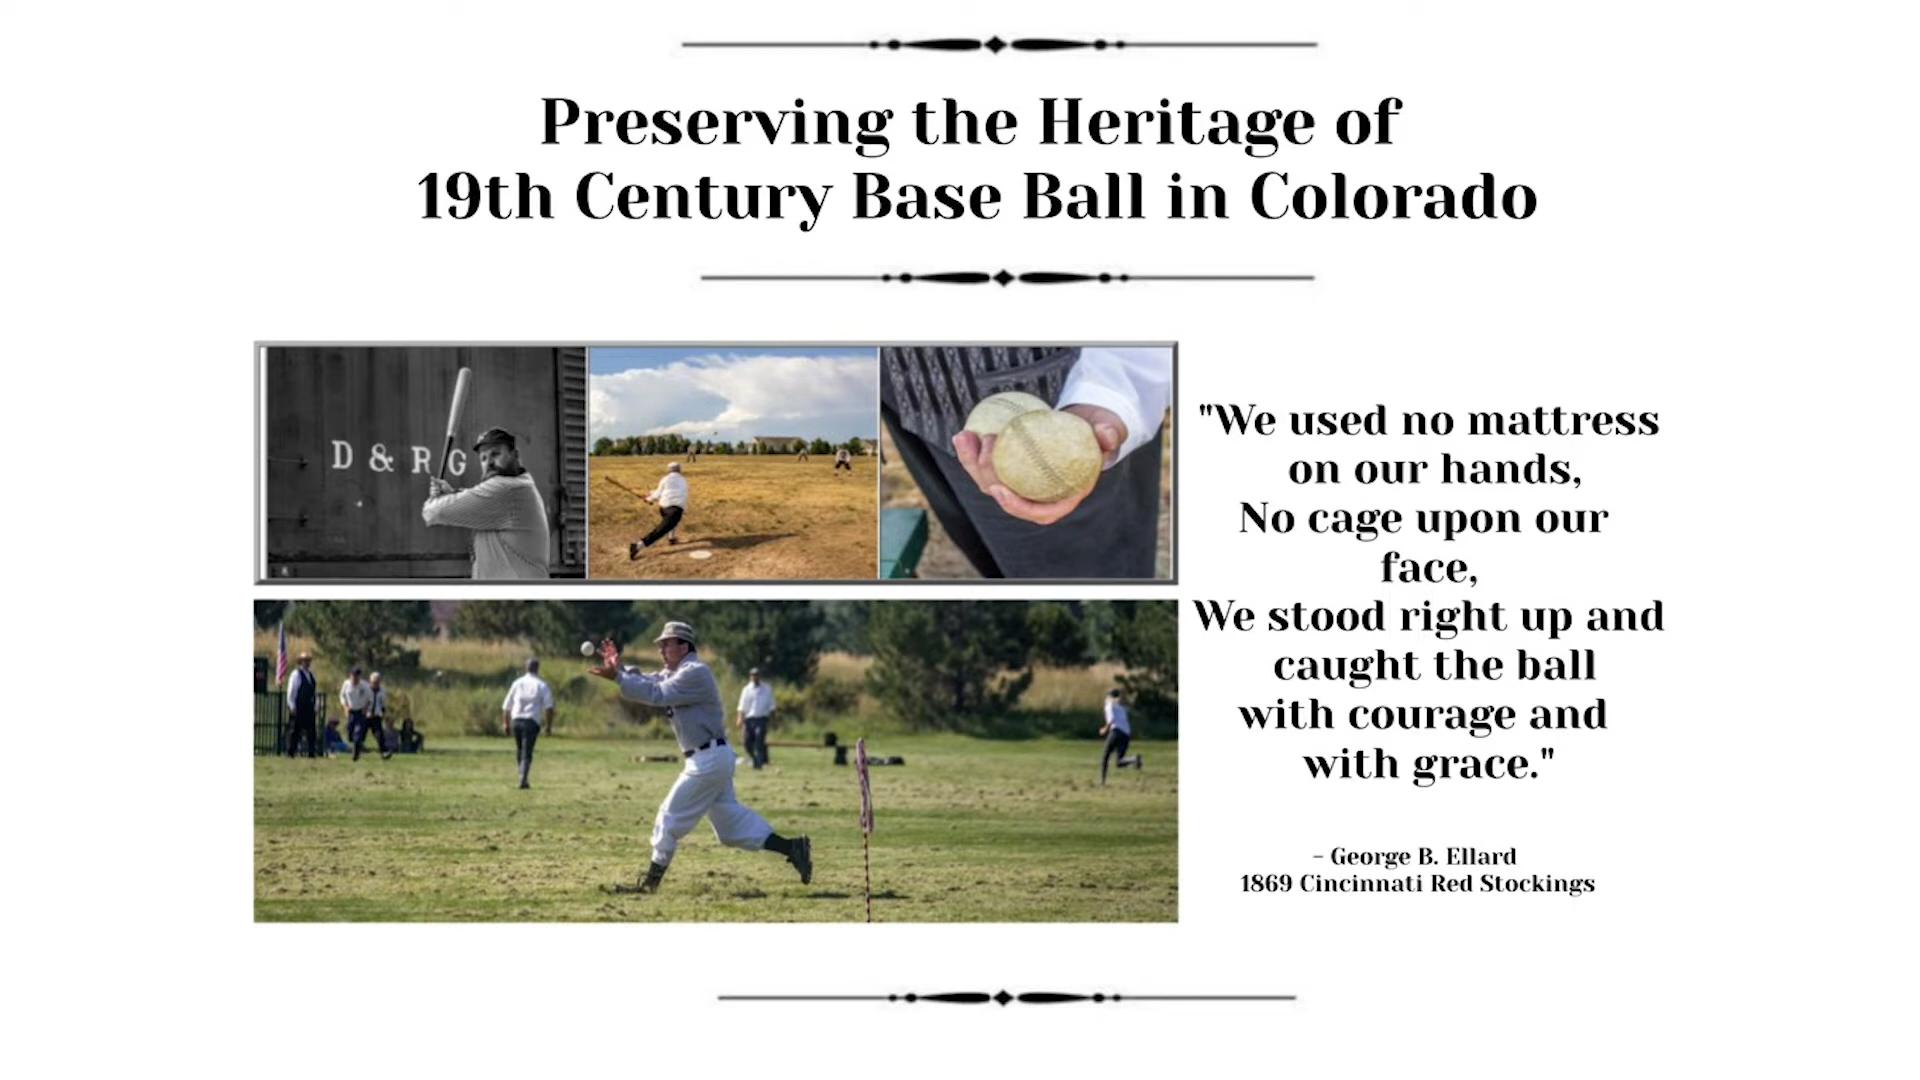 Preserving the Heritage of
19th Century Base Ball in Colorado
D & R G
"We used no mattress
on our hands,
No cage upon our
face,
We stood right up and
caught the ball
with courage and
with grace."
- George B. Ellard
1869 Cincinnati Red Stockings